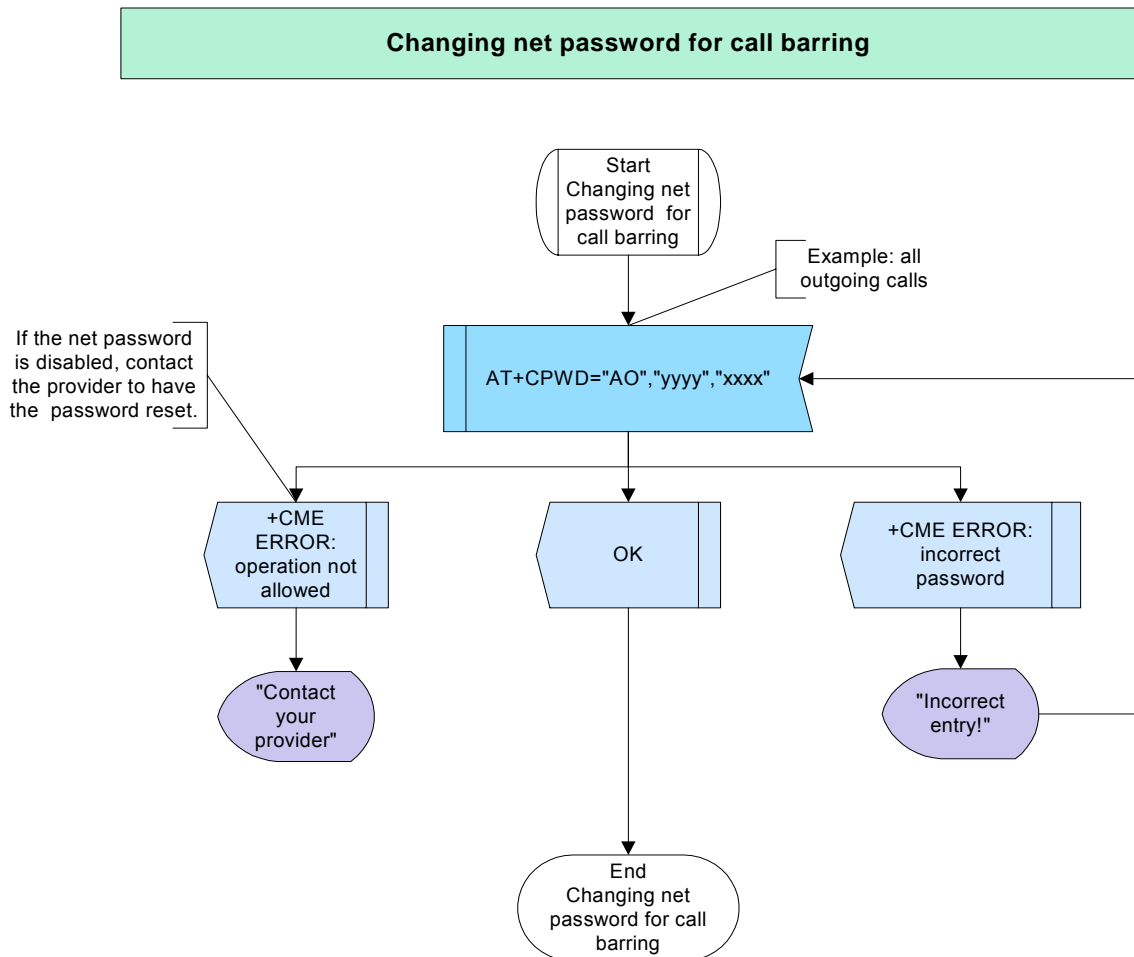 Changing net password for call barring
Start
Changing net
password for
call barring
Example: all
outgoing calls
If the net password
is disabled, contact
the provider to have
the password reset.
AT+CPWD="AO","yyyy","xxxx"
+CME
ERROR:
operation not
allowed
OK
+CME ERROR:
incorrect
password
"Contact
your
provider"
"Incorrect
entry!"
End
Changing net
password for call
barring